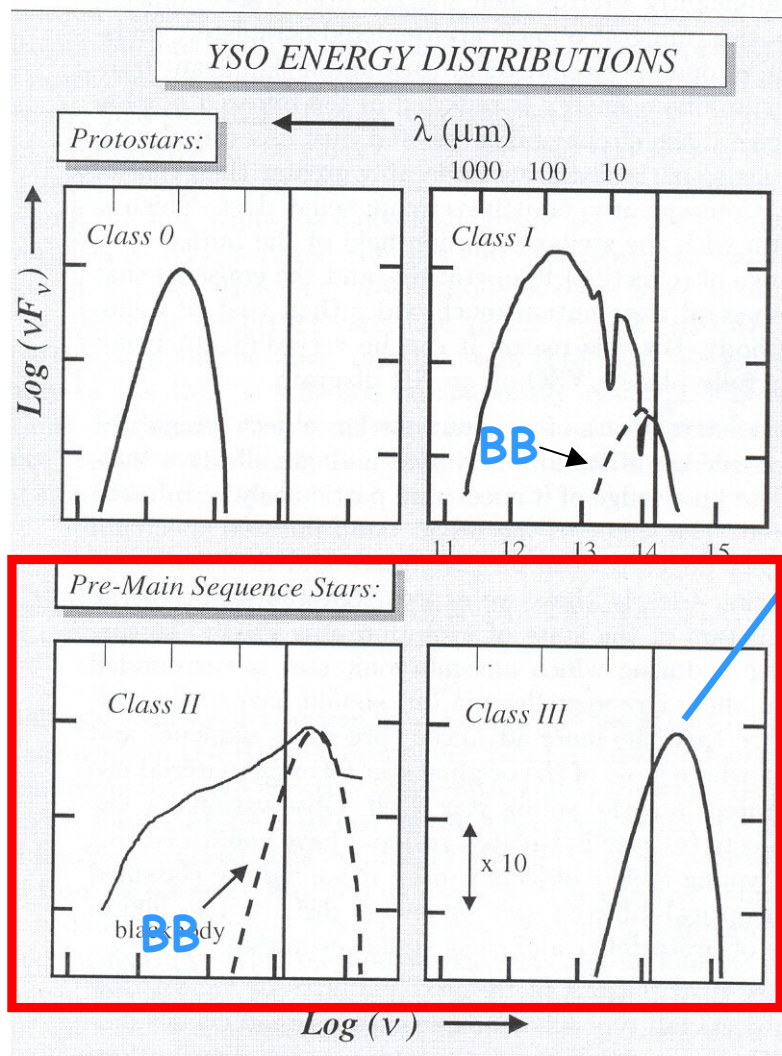 YSO ENERGY DISTRIBUTIONS
Protostars:
λ (μm)
1000 100 10
Log (νFν)
Class 0
Class I
BB
11 12 13 14 15
Pre-Main Sequence Stars:
Class II
Class III
x 10
blackbody
BB
Log (ν)